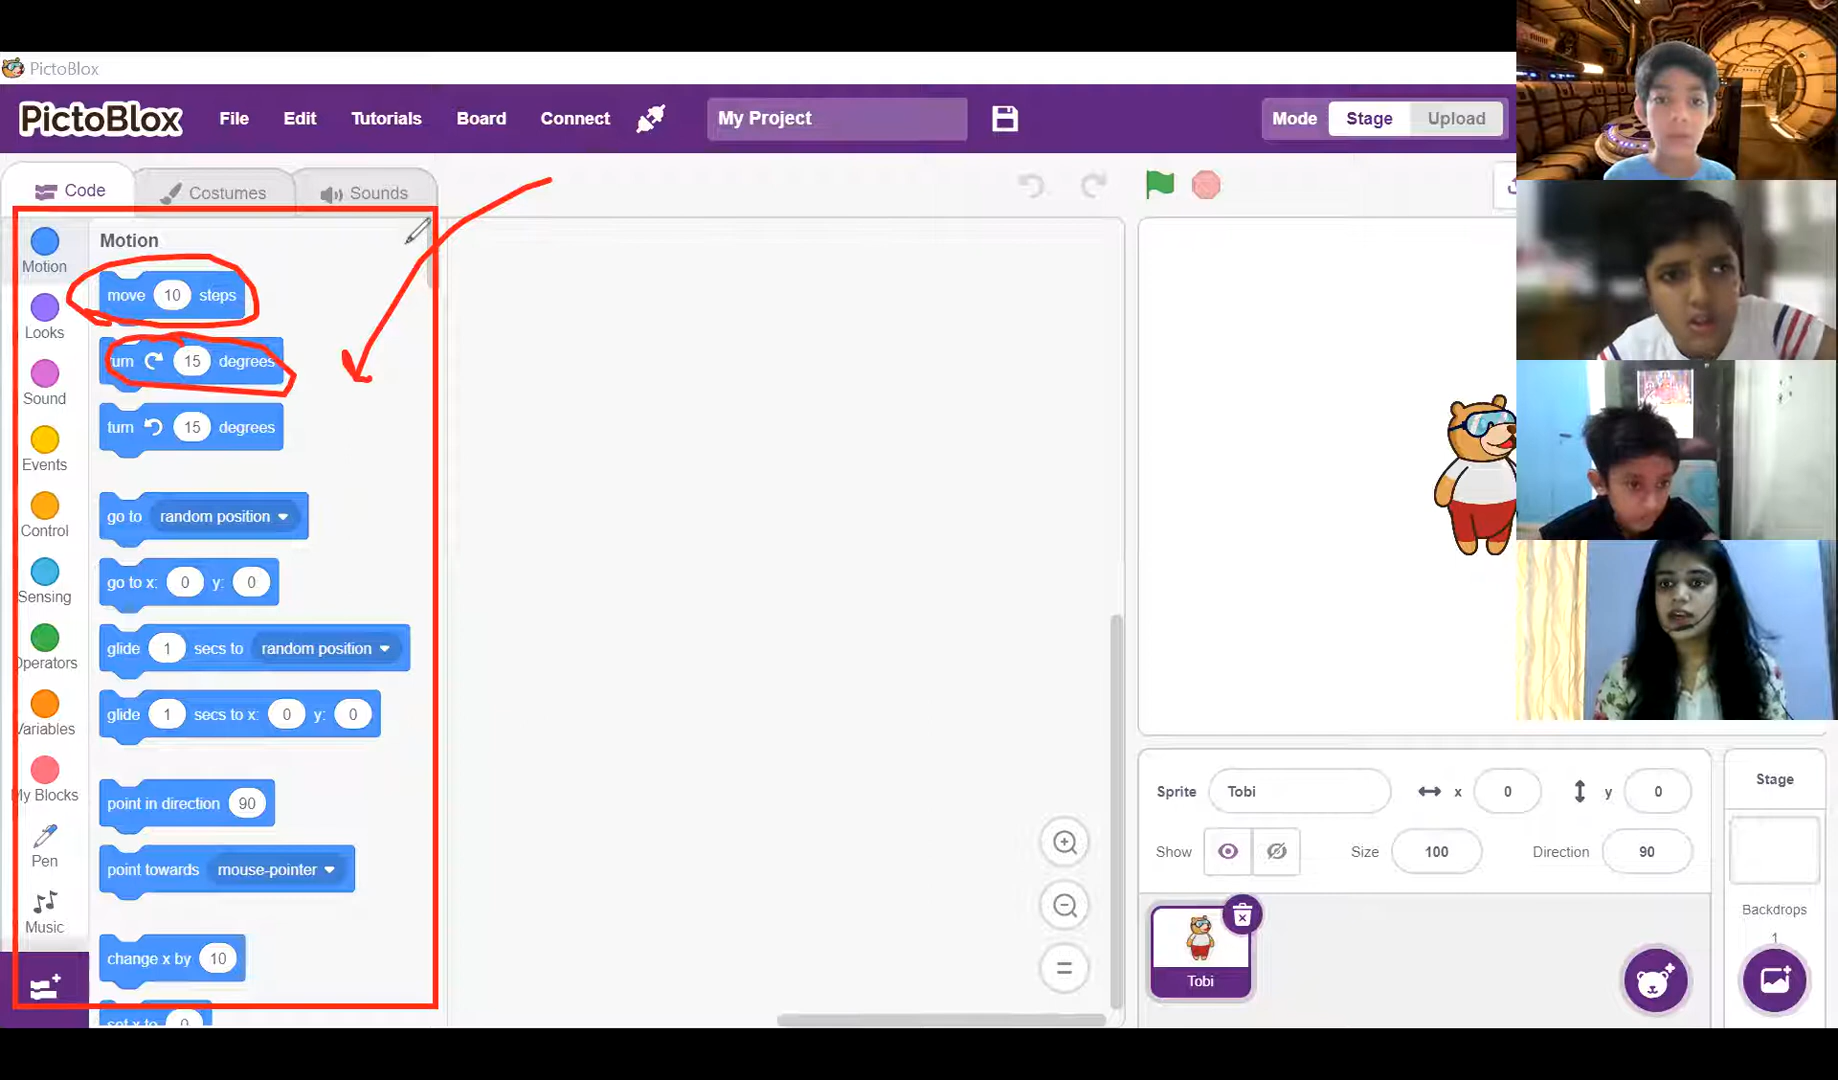 PictoBlox
PictoBlox File Edit Tutorials Board Connect My Project Mode Stage Upload
Code Costumes Sounds
Motion
Looks
Sound
Events
Control
Sensing
Operators
Variables
My Blocks
Pen
Music
Motion
move 10 steps
turn 15 degrees
turn 15 degrees
go to random position
go to x: 0 y: 0
glide 1 secs to random position
glide 1 secs to x: 0 y: 0
point in direction 90
point towards mouse-pointer
change x by 10
set x to 0
Sprite Tobi x 0 y 0
Show Size 100 Direction 90
Tobi
Stage
Backdrops
1